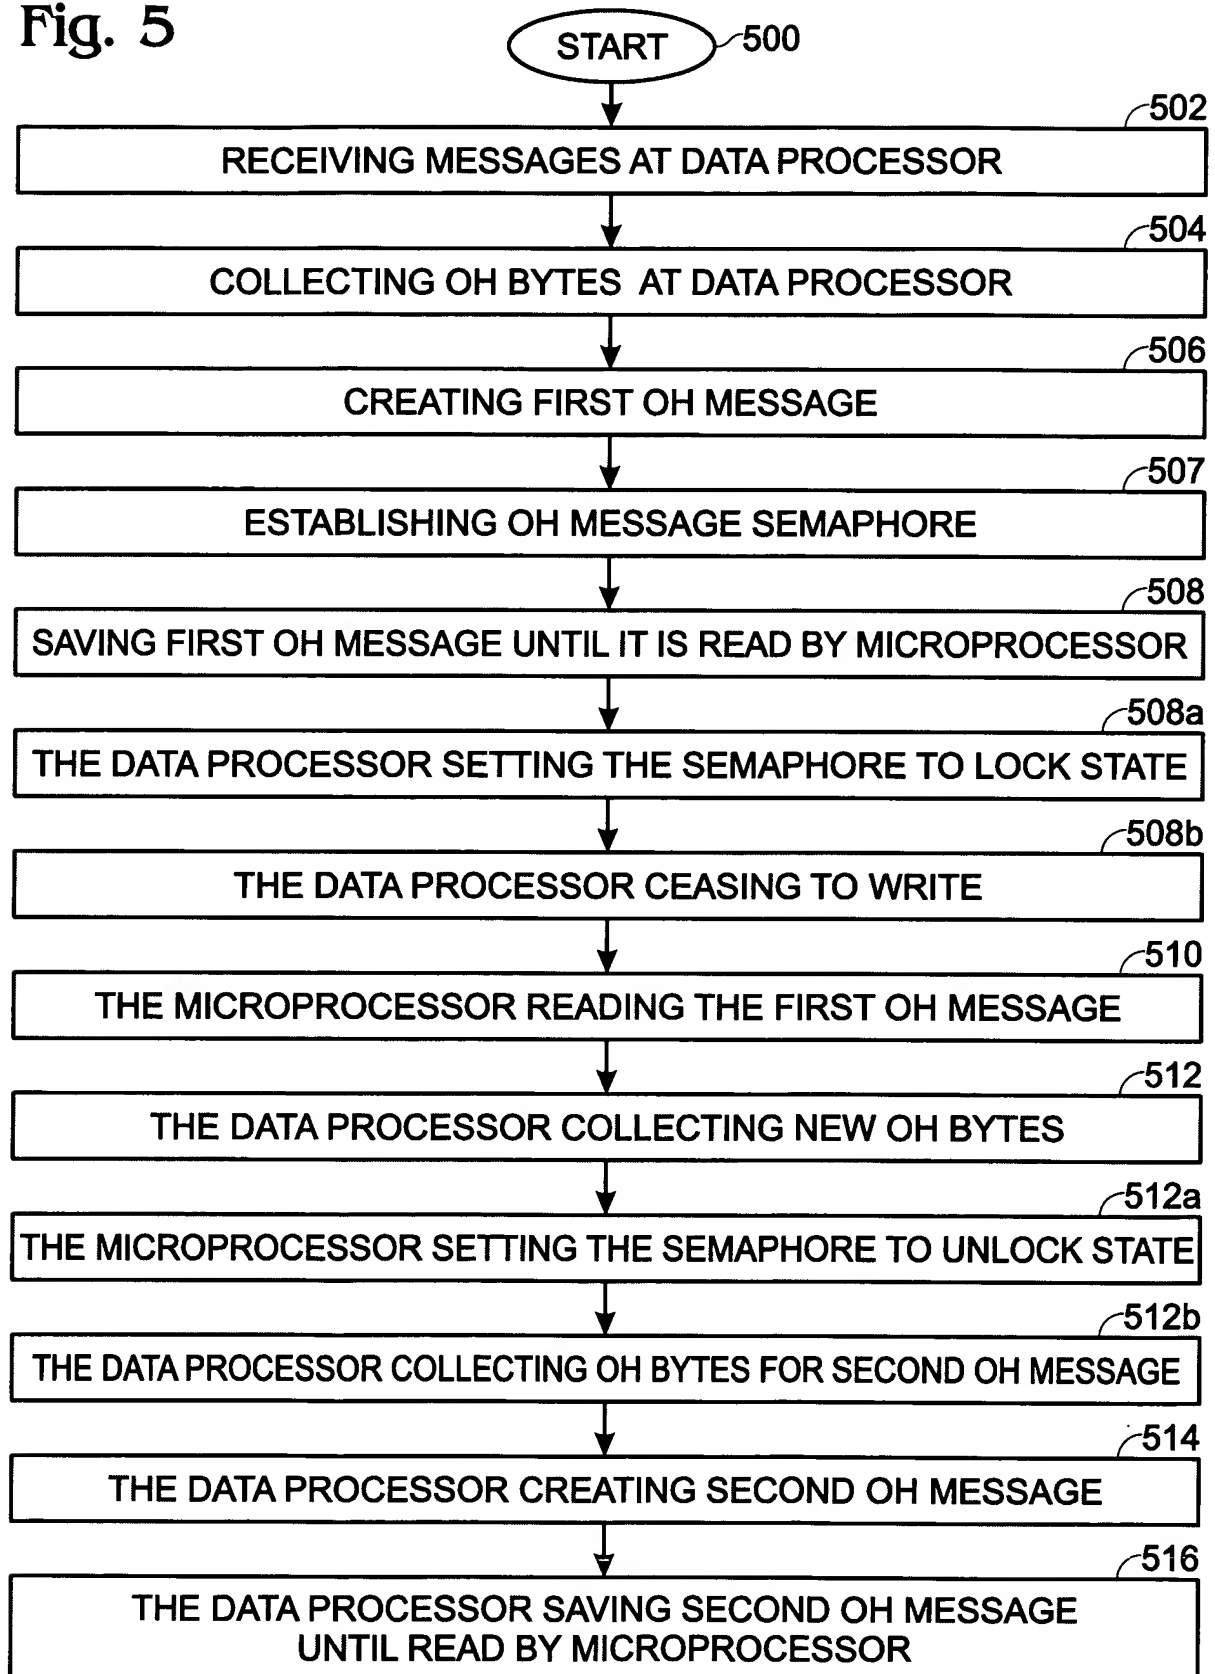 Fig. 5
START
500
502
RECEIVING MESSAGES AT DATA PROCESSOR
504
COLLECTING OH BYTES AT DATA PROCESSOR
506
CREATING FIRST OH MESSAGE
507
ESTABLISHING OH MESSAGE SEMAPHORE
508
SAVING FIRST OH MESSAGE UNTIL IT IS READ BY MICROPROCESSOR
508a
THE DATA PROCESSOR SETTING THE SEMAPHORE TO LOCK STATE
508b
THE DATA PROCESSOR CEASING TO WRITE
510
THE MICROPROCESSOR READING THE FIRST OH MESSAGE
512
THE DATA PROCESSOR COLLECTING NEW OH BYTES
512a
THE MICROPROCESSOR SETTING THE SEMAPHORE TO UNLOCK STATE
512b
THE DATA PROCESSOR COLLECTING OH BYTES FOR SECOND OH MESSAGE
514
THE DATA PROCESSOR CREATING SECOND OH MESSAGE
516
THE DATA PROCESSOR SAVING SECOND OH MESSAGE
UNTIL READ BY MICROPROCESSOR